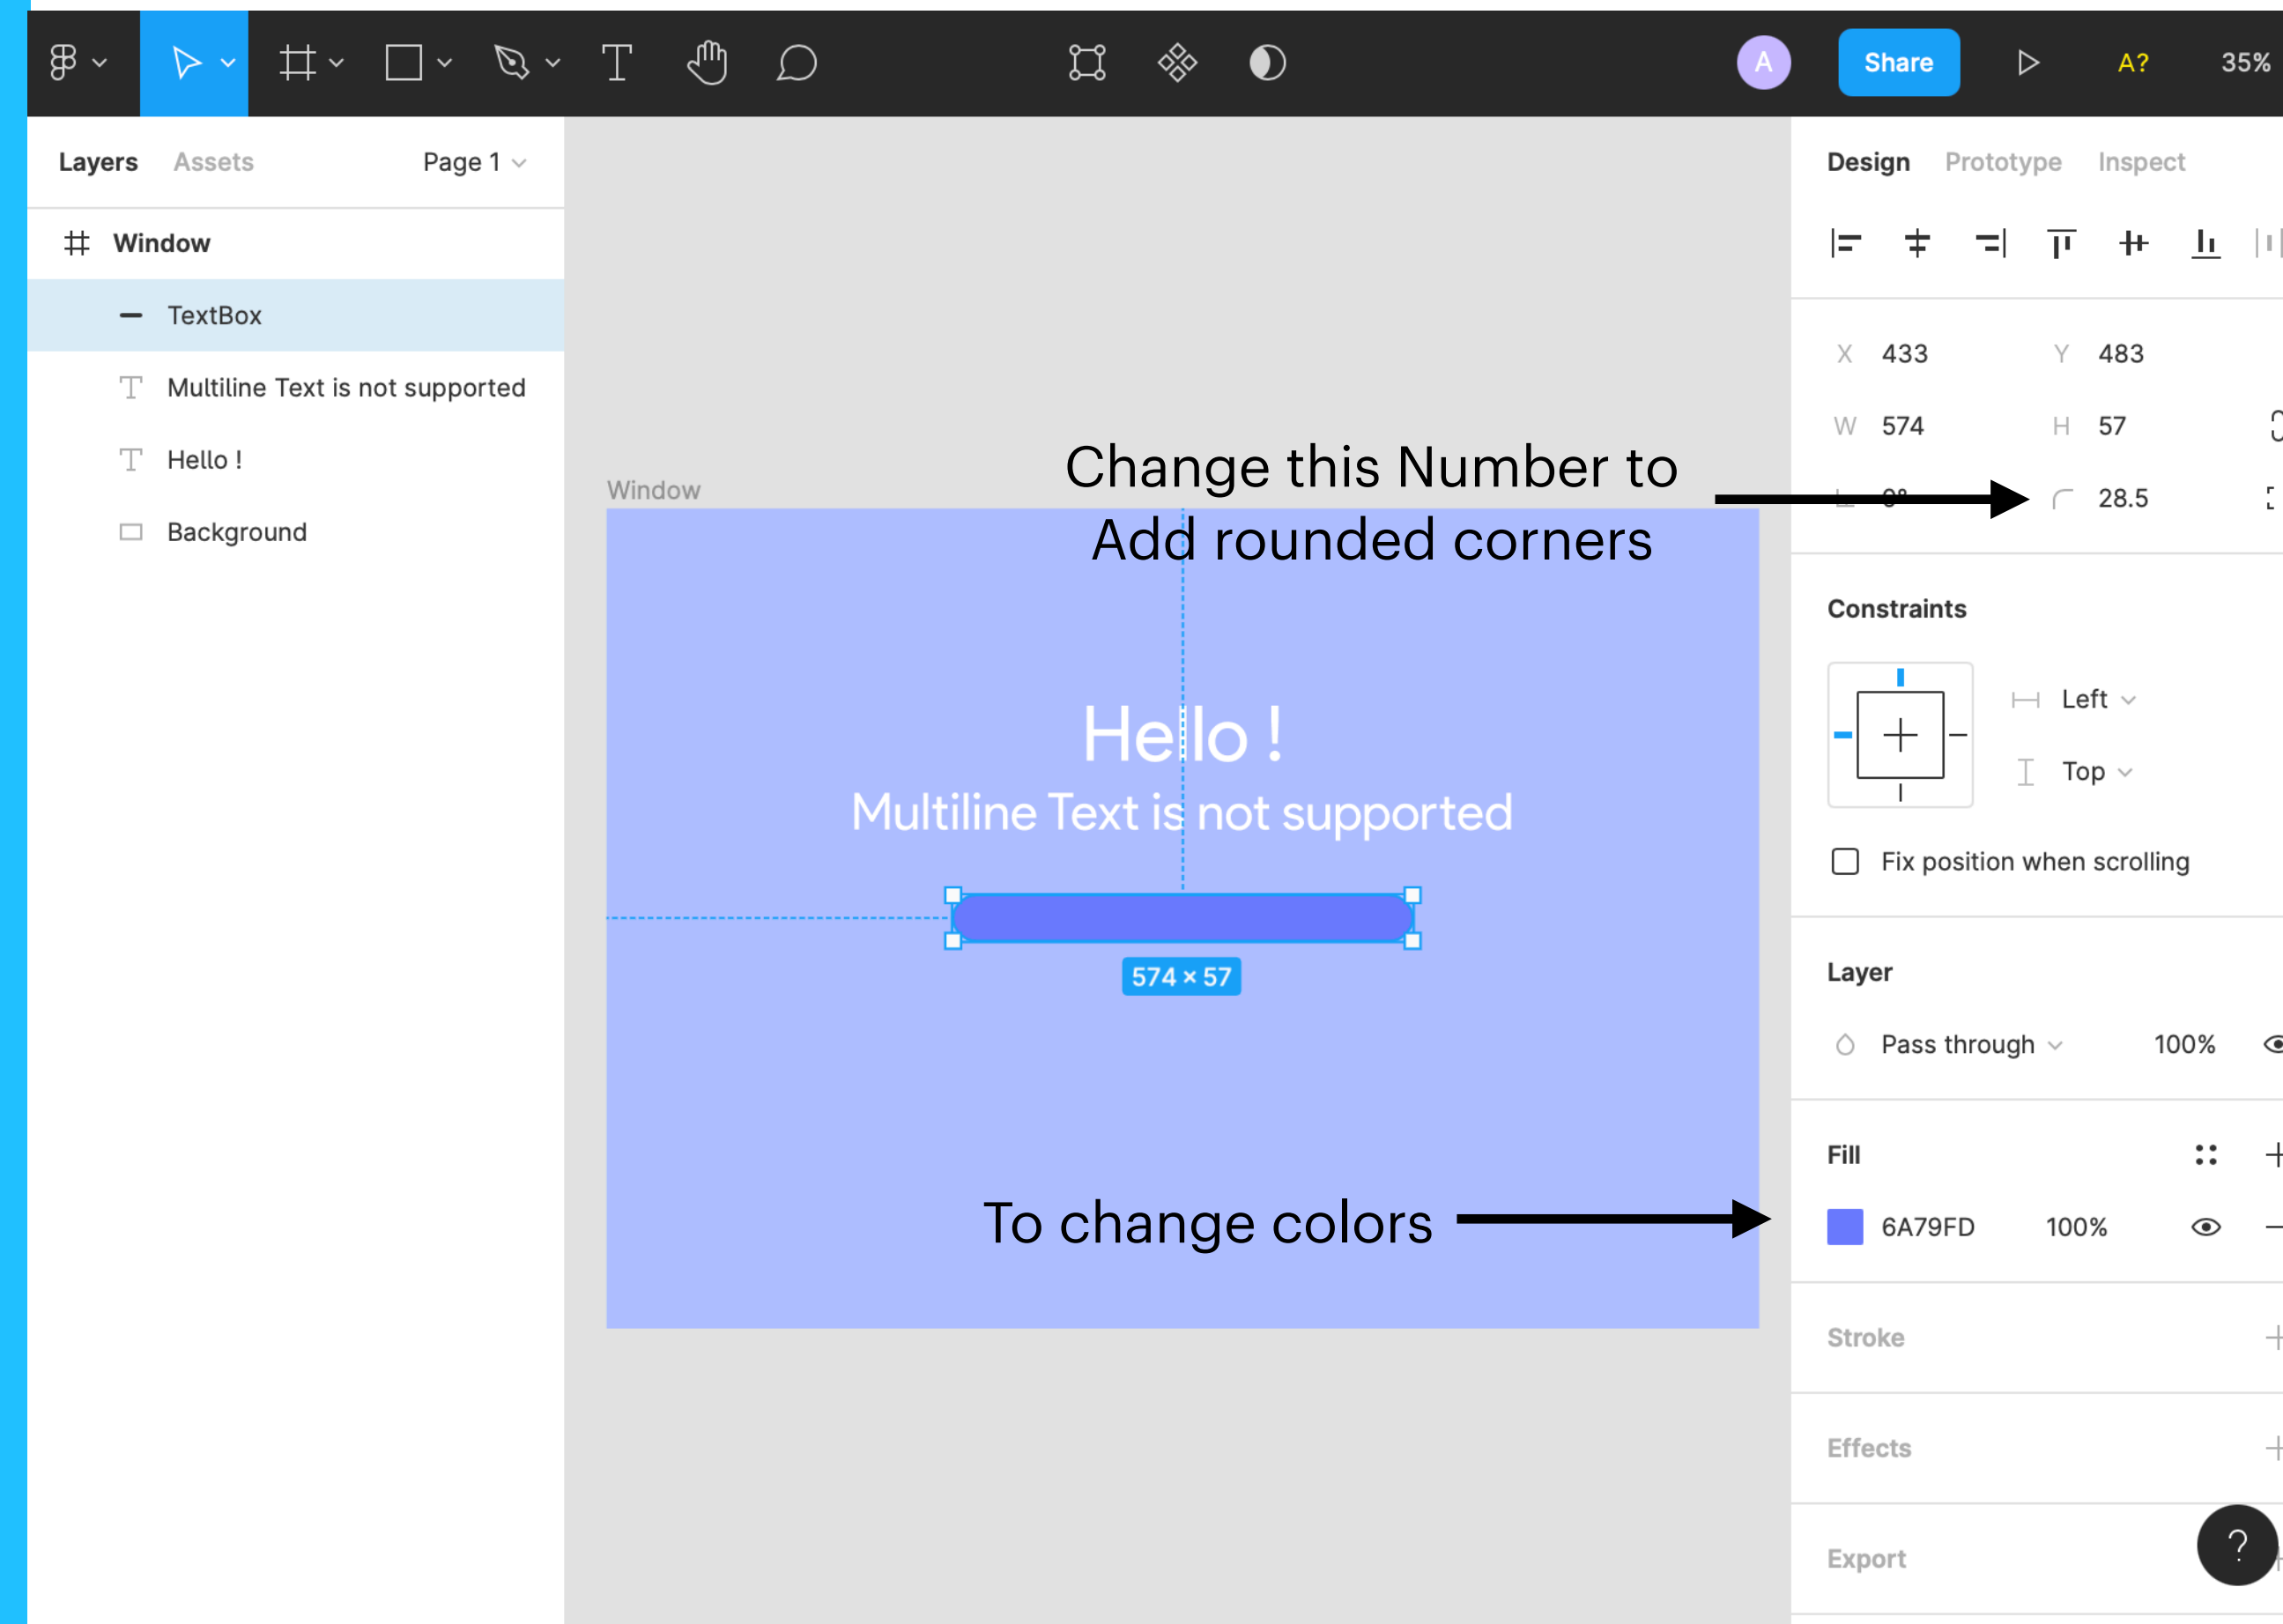 A
Share
A?
35%
Layers
Assets
Page 1
Window
TextBox
Multiline Text is not supported
Hello !
Background
Window
Change this Number to
Add rounded corners
Hello !
Multiline Text is not supported
574 × 57
To change colors
Design
Prototype
Inspect
X 433
Y 483
W 574
H 57
0°
28.5
Constraints
Left
Top
Fix position when scrolling
Layer
Pass through
100%
Fill
6A79FD
100%
Stroke
Effects
Export
?